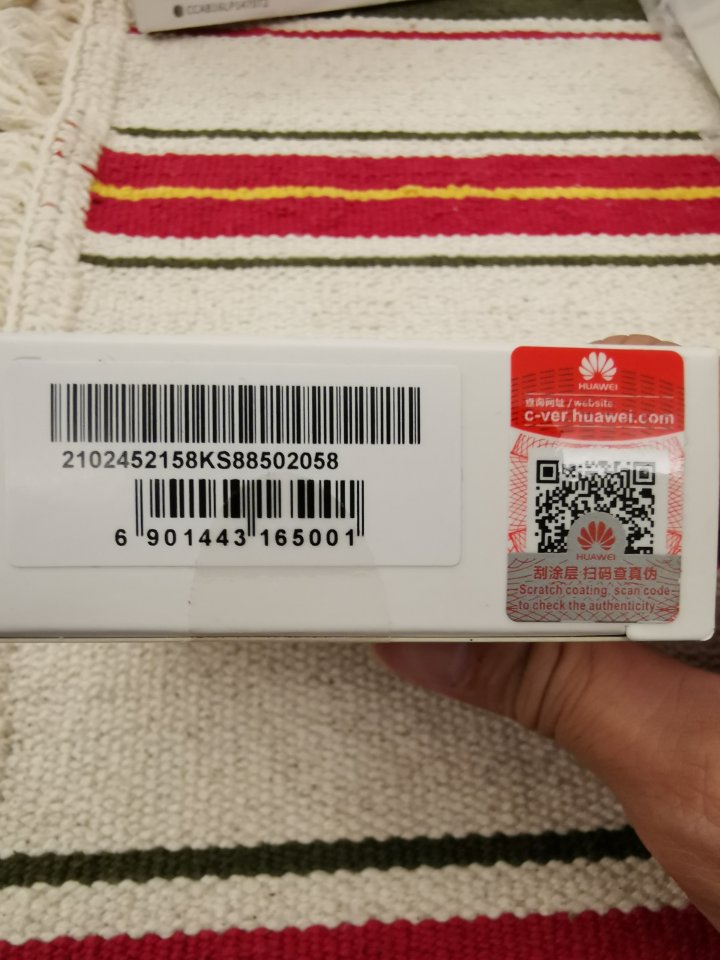 2102452158KS88502058
6 901443 165001
HUAWEI
查询网址 / website
c-ver.huawei.com
HUAWEI
刮涂层·扫码查真伪
Scratch coating, scan code
to check the authenticity